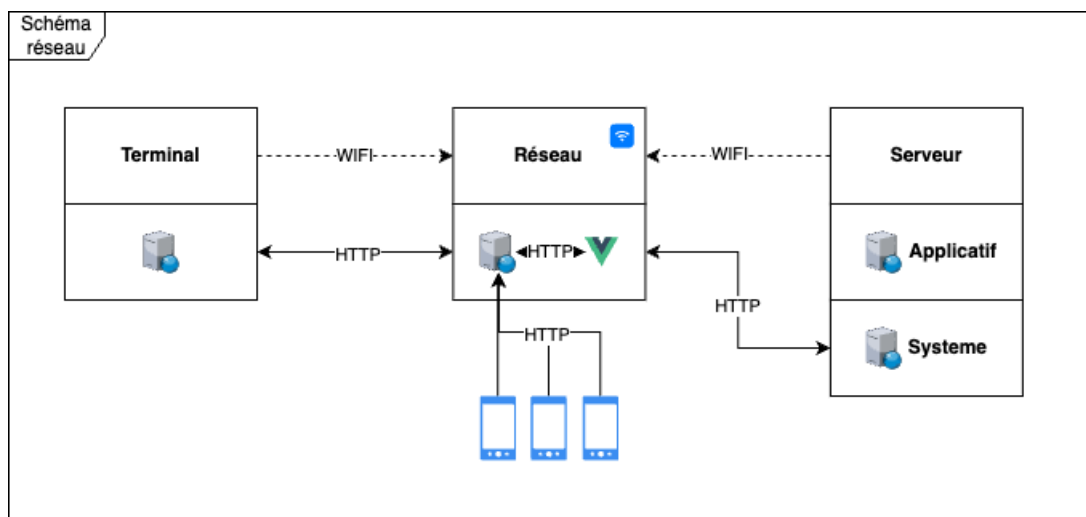 Schéma
réseau
Terminal
WIFI
Réseau
WIFI
Serveur
HTTP
HTTP
Applicatif
HTTP
HTTP
Systeme